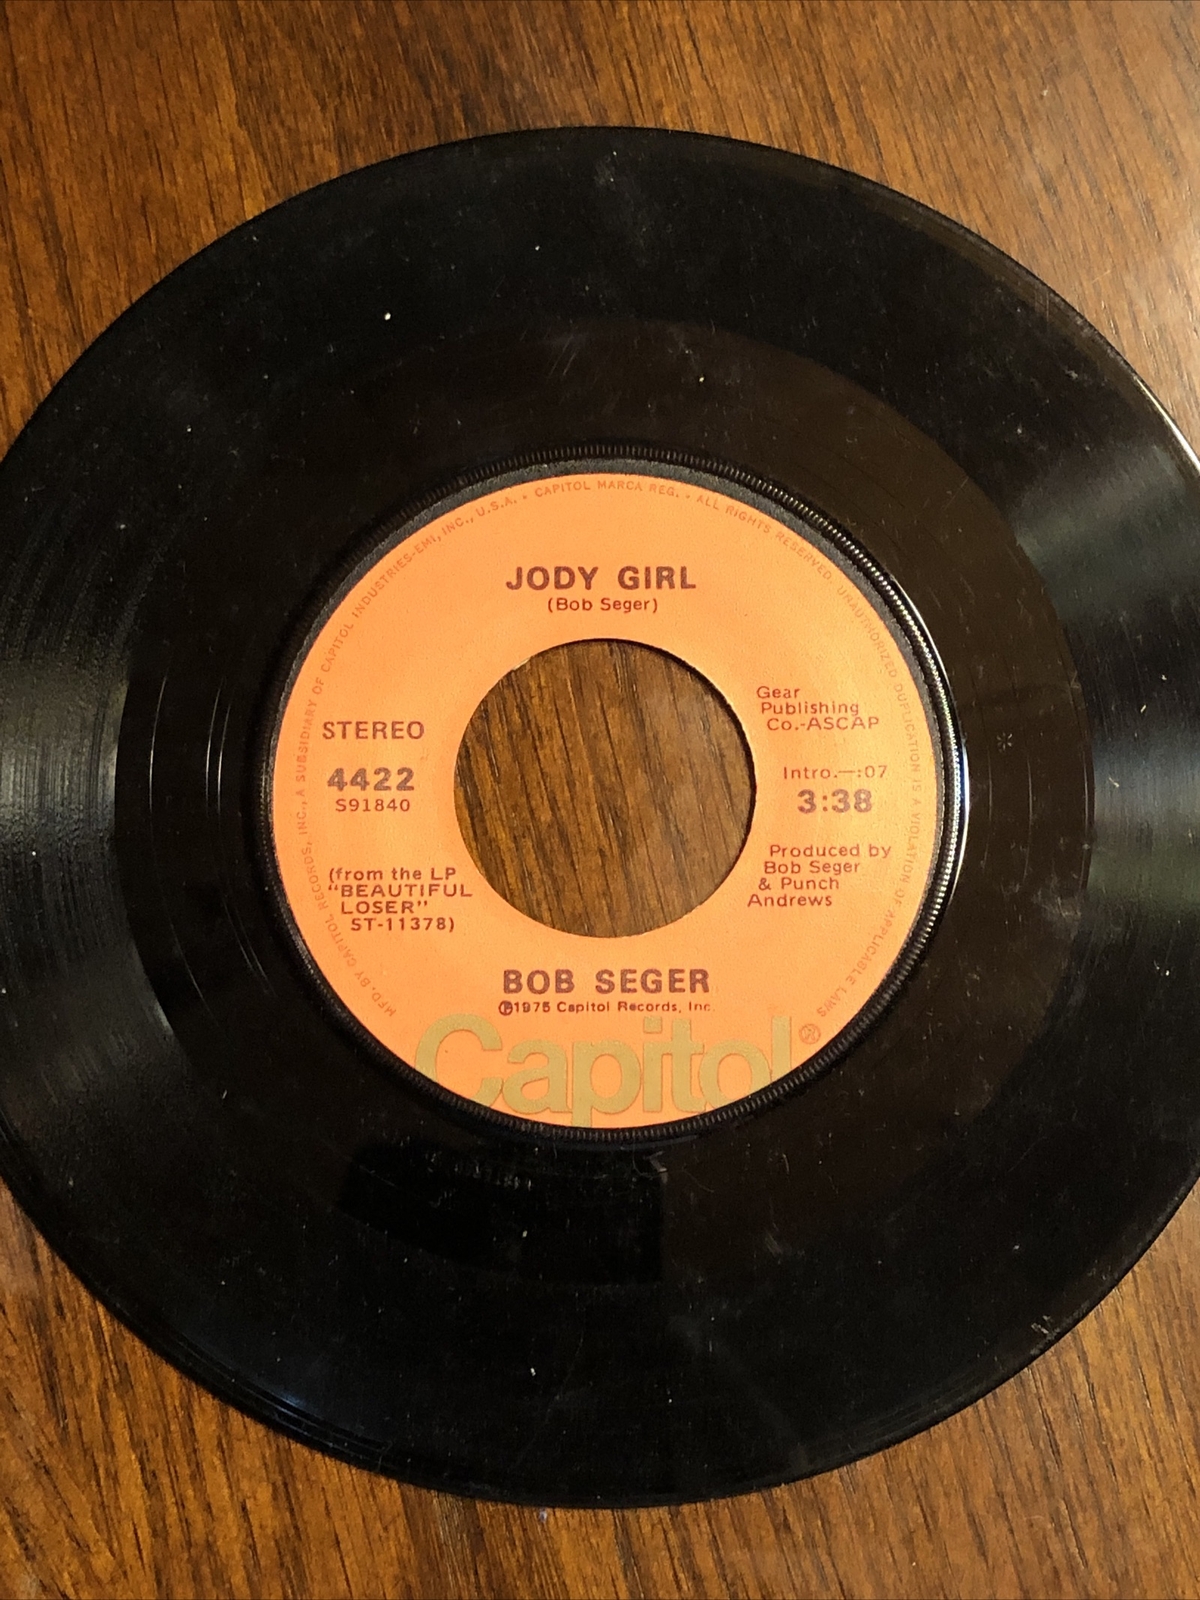 MFD. BY CAPITOL RECORDS, INC., A SUBSIDIARY OF CAPITOL INDUSTRIES-EMI, INC., U.S.A. • CAPITOL MARCA REG. • ALL RIGHTS RESERVED. UNAUTHORIZED DUPLICATION IS A VIOLATION OF APPLICABLE LAWS
JODY GIRL
(Bob Seger)
STEREO
4422
S91840
(from the LP
"BEAUTIFUL
LOSER"
ST-11378)
Gear
Publishing
Co.-ASCAP
Intro.—:07
3:38
Produced by
Bob Seger
& Punch
Andrews
BOB SEGER
Ⓟ1975 Capitol Records, Inc.
Capitol